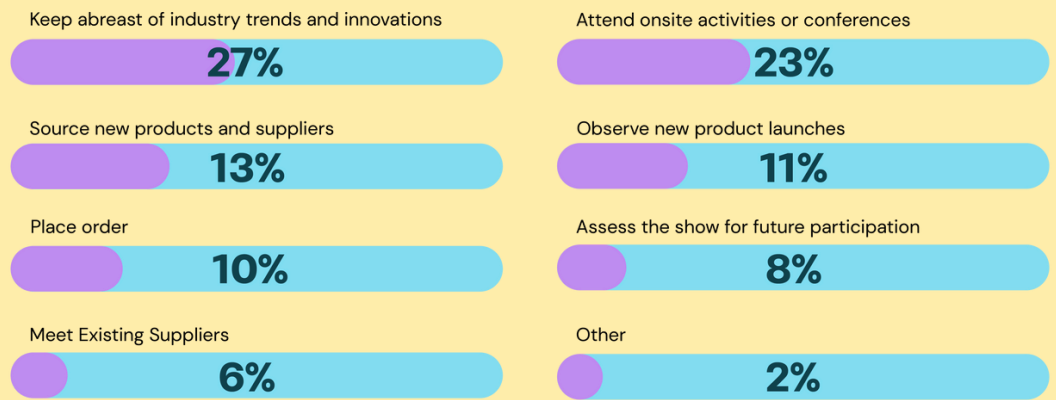 Keep abreast of industry trends and innovations
27%
Attend onsite activities or conferences
23%
Source new products and suppliers
13%
Observe new product launches
11%
Place order
10%
Assess the show for future participation
8%
Meet Existing Suppliers
6%
Other
2%